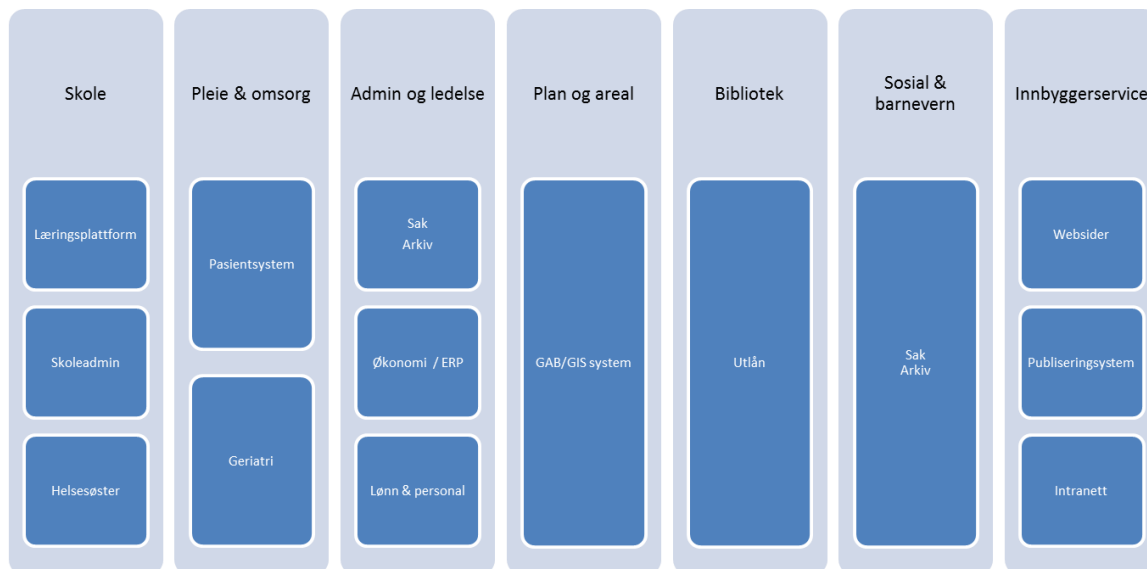 Skole
Læringsplattform
Skoleadmin
Helsesøster
Pleie & omsorg
Pasientsystem
Geriatri
Admin og ledelse
Sak
Arkiv
Økonomi / ERP
Lønn & personal
Plan og areal
GAB/GIS system
Bibliotek
Utlån
Sosial &
barnevern
Sak
Arkiv
Innbyggerservice
Websider
Publiseringsystem
Intranett